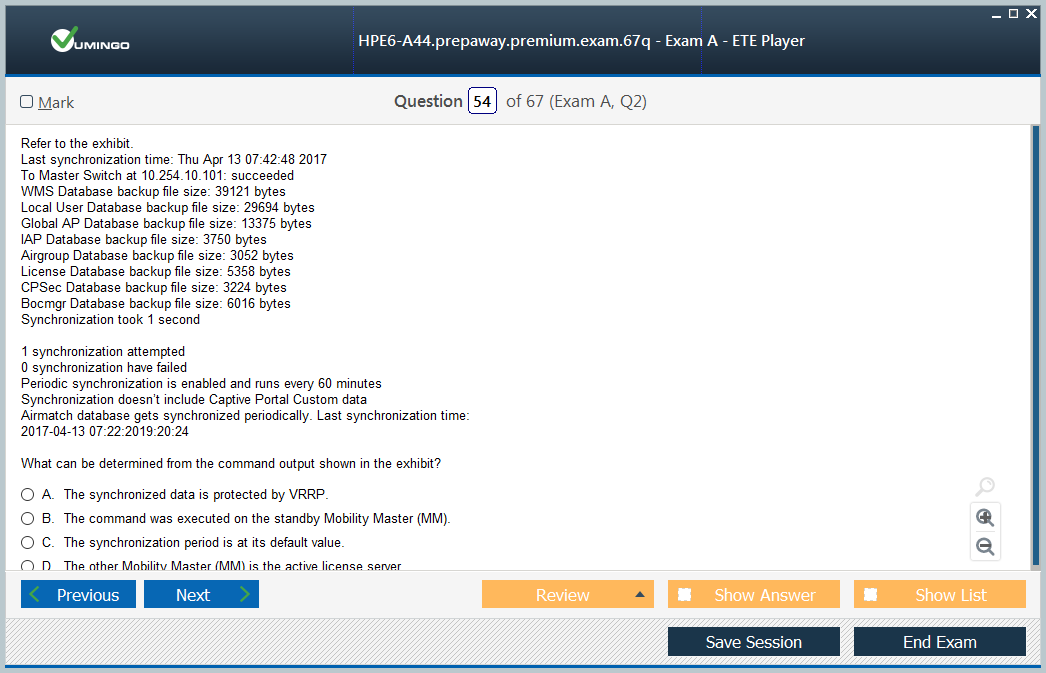 VUMINGO
HPE6-A44.prepaway.premium.exam.67q - Exam A - ETE Player
Mark
Question 54 of 67 (Exam A, Q2)
Refer to the exhibit.
Last synchronization time: Thu Apr 13 07:42:48 2017
To Master Switch at 10.254.10.101: succeeded
WMS Database backup file size: 39121 bytes
Local User Database backup file size: 29694 bytes
Global AP Database backup file size: 13375 bytes
IAP Database backup file size: 3750 bytes
Airgroup Database backup file size: 3052 bytes
License Database backup file size: 5358 bytes
CPSec Database backup file size: 3224 bytes
Bocmgr Database backup file size: 6016 bytes
Synchronization took 1 second
1 synchronization attempted
0 synchronization have failed
Periodic synchronization is enabled and runs every 60 minutes
Synchronization doesn't include Captive Portal Custom data
Airmatch database gets synchronized periodically. Last synchronization time:
2017-04-13 07:22:2019:20:24
What can be determined from the command output shown in the exhibit?
A. The synchronized data is protected by VRRP.
B. The command was executed on the standby Mobility Master (MM).
C. The synchronization period is at its default value.
D. The other Mobility Master (MM) is the active license server
Previous
Next
Review
Show Answer
Show List
Save Session
End Exam